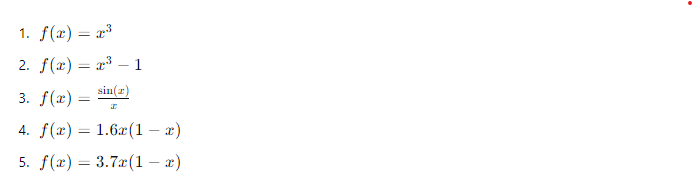 1. f(x) = x³
2. f(x) = x³ − 1
3. f(x) = sin(x)/x
4. f(x) = 1.6x(1 − x)
5. f(x) = 3.7x(1 − x)